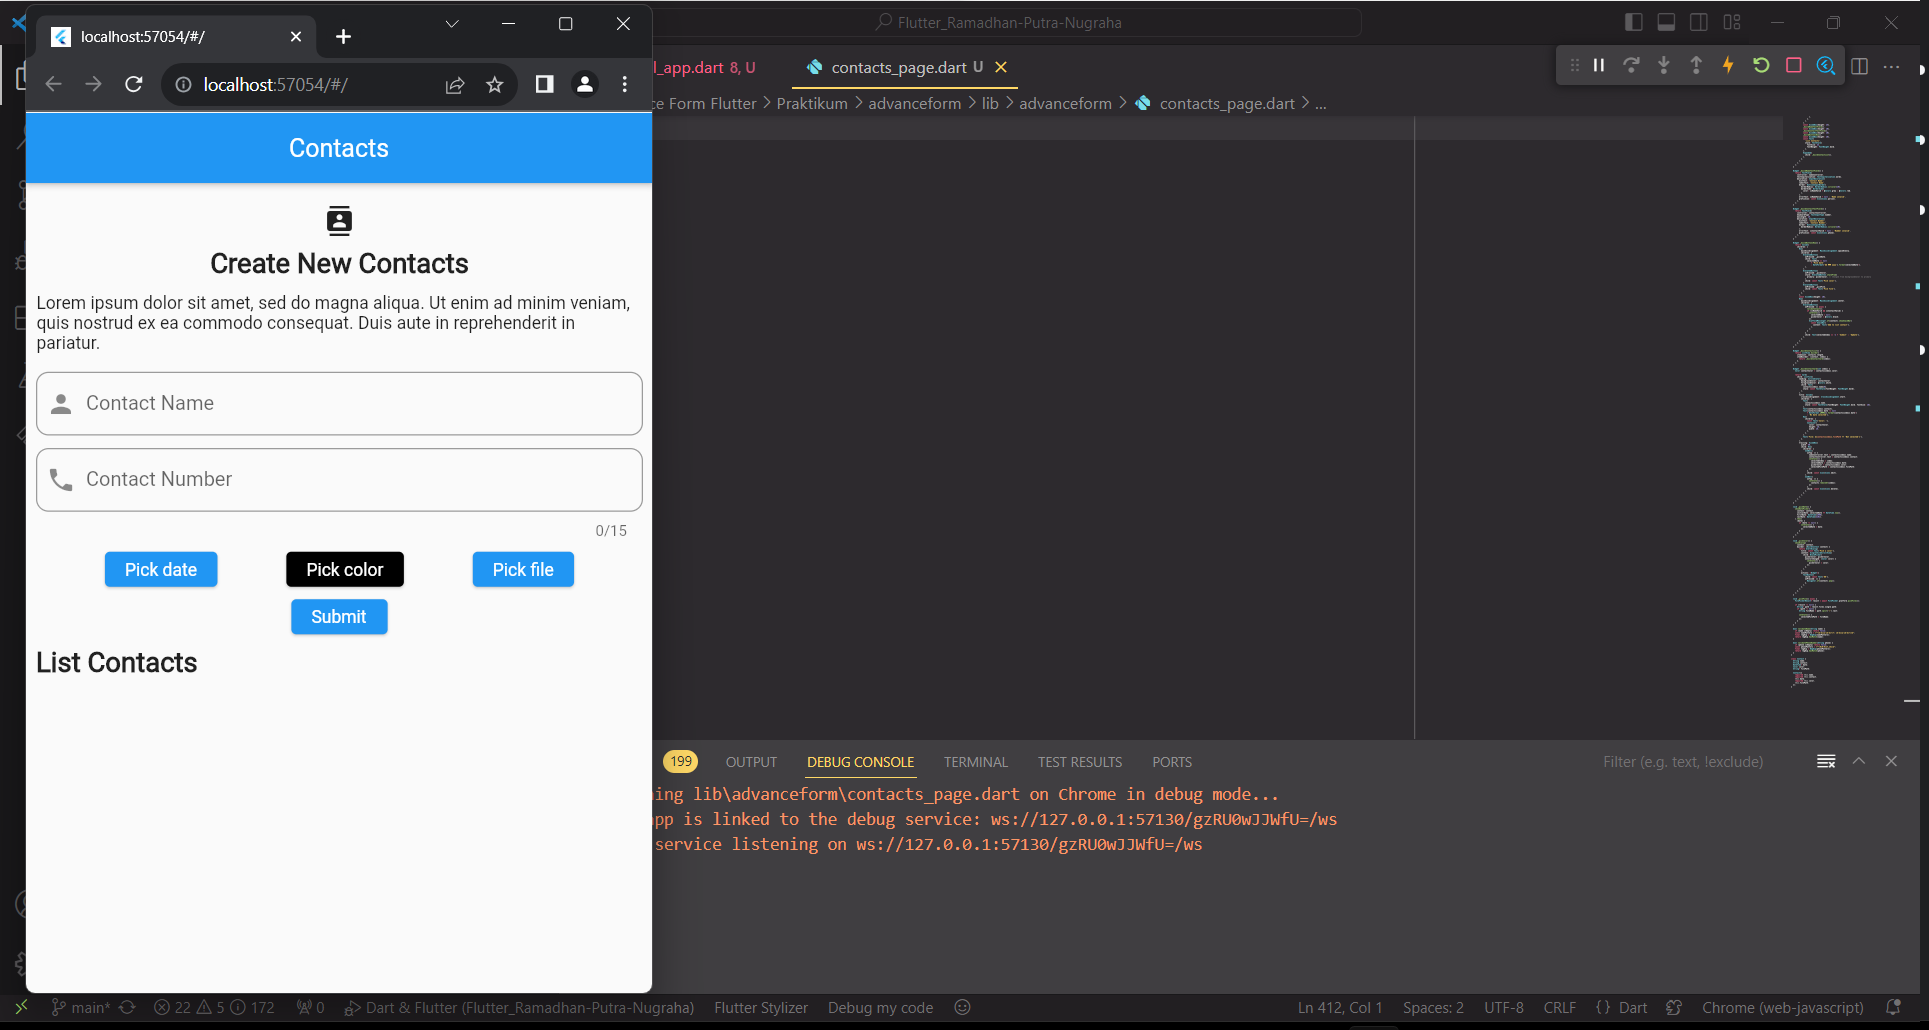 localhost:57054/#/
localhost:57054/#/
Contacts
Create New Contacts
Lorem ipsum dolor sit amet, sed do magna aliqua. Ut enim ad minim veniam,
quis nostrud ex ea commodo consequat. Duis aute in reprehenderit in
pariatur.
Contact Name
Contact Number
0/15
Pick date
Pick color
Pick file
Submit
List Contacts
Flutter_Ramadhan-Putra-Nugraha
l_app.dart 8, U
contacts_page.dart U
ce Form Flutter > Praktikum > advanceform > lib > advanceform > contacts_page.dart > ...
199 OUTPUT DEBUG CONSOLE TERMINAL TEST RESULTS PORTS
Filter (e.g. text, !exclude)
ing lib\advanceform\contacts_page.dart on Chrome in debug mode...
pp is linked to the debug service: ws://127.0.0.1:57130/gzRU0wJJWfU=/ws
service listening on ws://127.0.0.1:57130/gzRU0wJJWfU=/ws
main* 22 5 172 0 Dart & Flutter (Flutter_Ramadhan-Putra-Nugraha) Flutter Stylizer Debug my code Ln 412, Col 1 Spaces: 2 UTF-8 CRLF {} Dart Chrome (web-javascript)